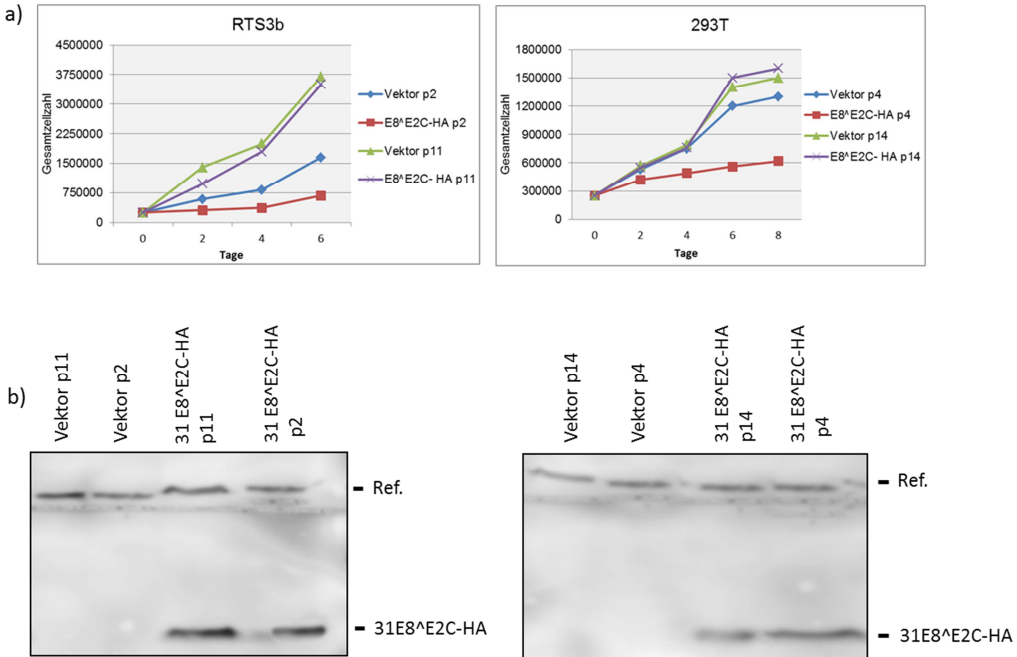 a)
RTS3b
Gesamtzellzahl
4500000
3750000
3000000
2250000
1500000
750000
0
0 2 4 6
Tage
Vektor p2
E8^E2C-HA p2
Vektor p11
E8^E2C- HA p11
293T
Gesamtzellzahl
1800000
1500000
1200000
900000
600000
300000
0
0 2 4 6 8
Tage
Vektor p4
E8^E2C-HA p4
Vektor p14
E8^E2C- HA p14
b)
Vektor p11
Vektor p2
31 E8^E2C-HA
p11
31 E8^E2C-HA
p2
Ref.
31E8^E2C-HA
Vektor p14
Vektor p4
31 E8^E2C-HA
p14
31 E8^E2C-HA
p4
Ref.
31E8^E2C-HA